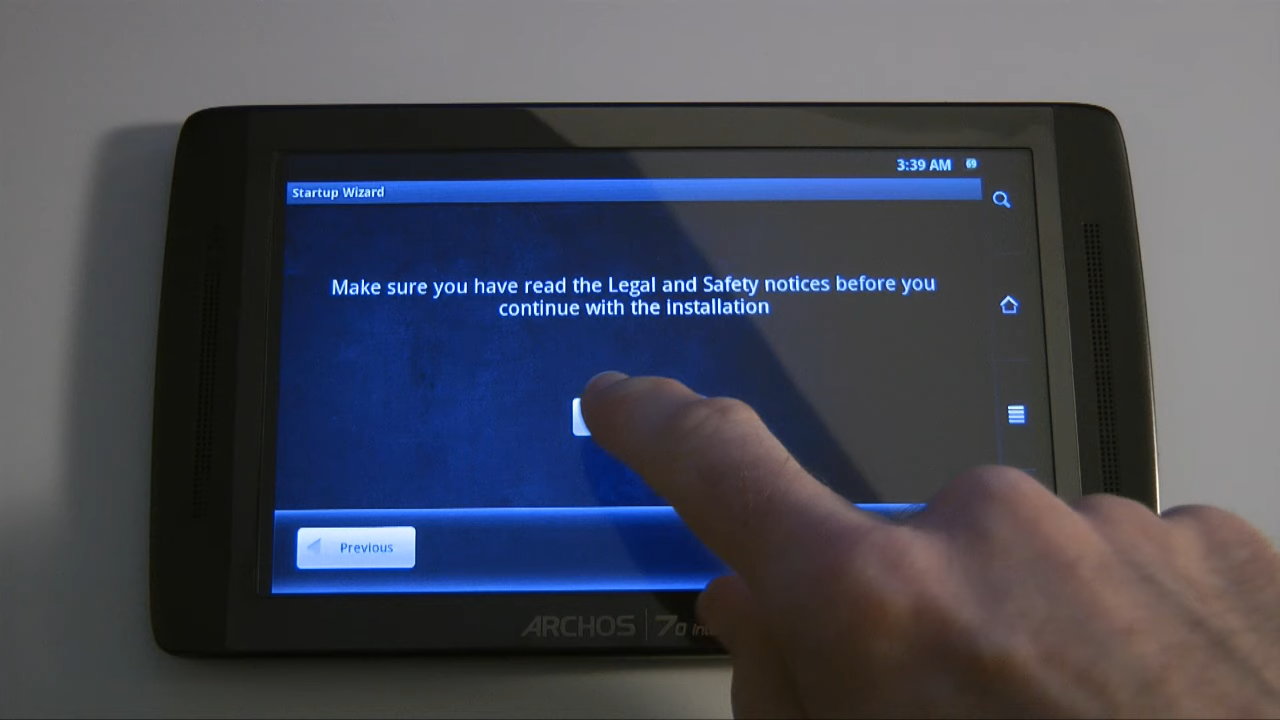 3:39 AM 69
Startup Wizard
Make sure you have read the Legal and Safety notices before you
continue with the installation
Previous
ARCHOS 70